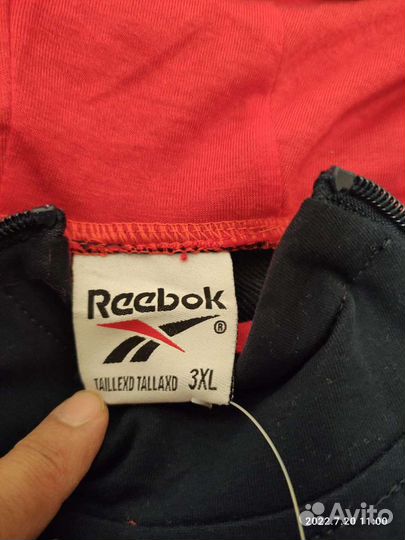 Reebok
®
TAILLEXD TALLAXD 3XL
2022.7.20 11:00
Avito